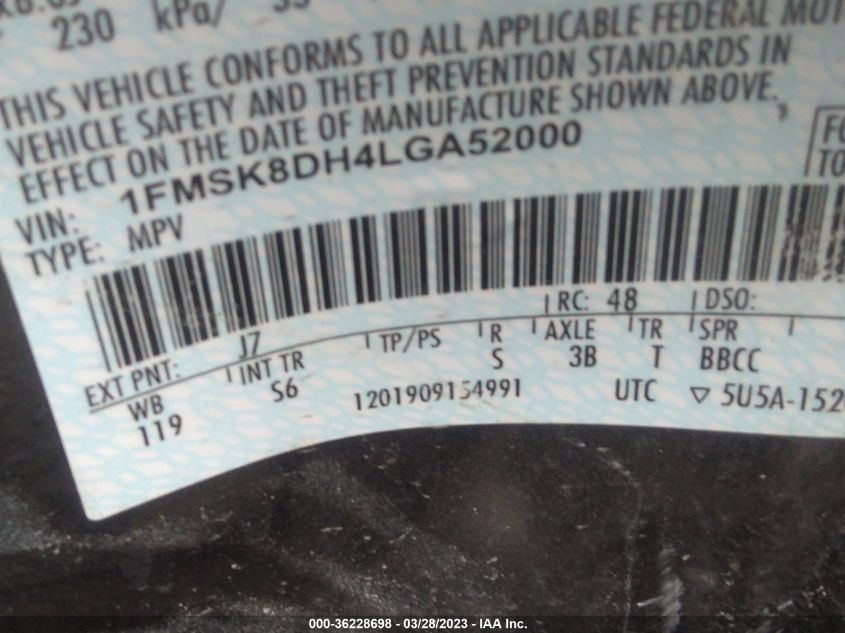 230 kPa/ 33
THIS VEHICLE CONFORMS TO ALL APPLICABLE FEDERAL MOT
VEHICLE SAFETY AND THEFT PREVENTION STANDARDS IN
EFFECT ON THE DATE OF MANUFACTURE SHOWN ABOVE.
VIN: 1FMSK8DH4LGA52000
TYPE: MPV
FO
TO
RC: 48 DSO:
EXT PNT: J7
WB INT TR TP/PS R AXLE TR SPR
119 S6 S 3B T BBCC
1201909154991 UTC ▽ 5U5A-152
000-36228698 - 03/28/2023 - IAA Inc.